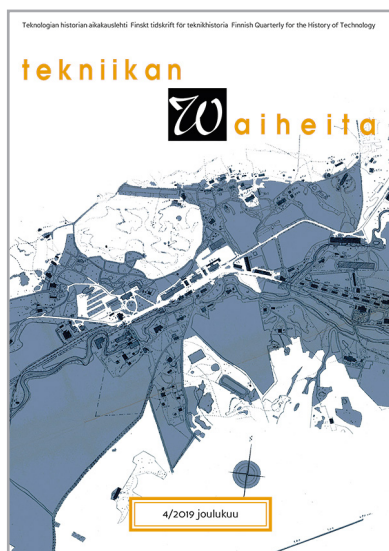 Teknologian historian aikakauslehti Finskt tidskrift för teknikhistoria Finnish Quarterly for the History of Technology
tekniikan
Waiheita
4/2019 joulukuu